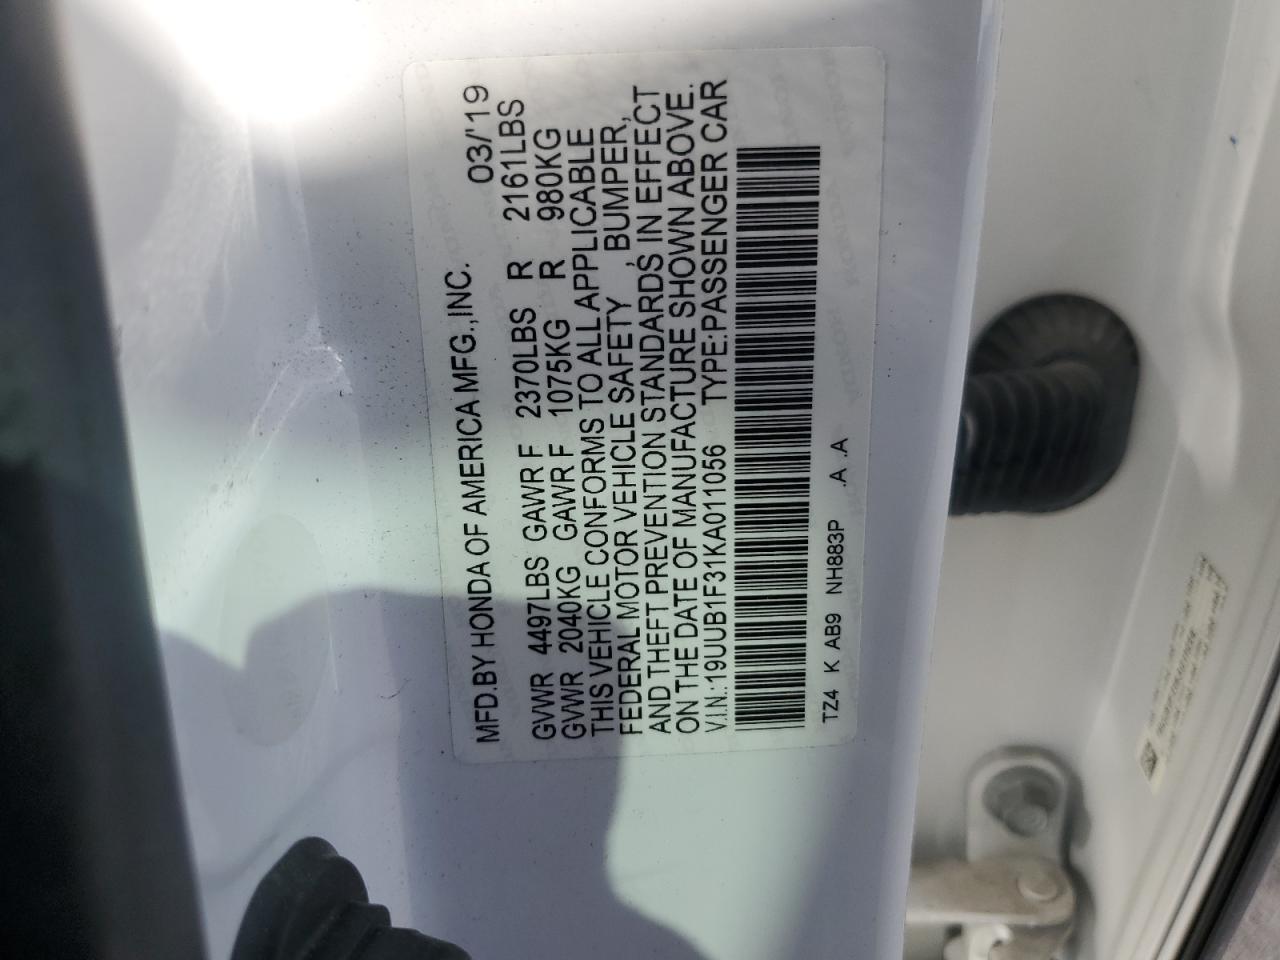 MFD.BY HONDA OF AMERICA MFG.,INC. 03/'19
GVWR 4497LBS GAWR F 2370LBS R 2161LBS
GVWR 2040KG GAWR F 1075KG R 980KG
THIS VEHICLE CONFORMS TO ALL APPLICABLE
FEDERAL MOTOR VEHICLE SAFETY , BUMPER,
AND THEFT PREVENTION STANDARDS IN EFFECT
ON THE DATE OF MANUFACTURE SHOWN ABOVE.
V.I.N.:19UUB1F31KA011056 TYPE:PASSENGER CAR
TZ4 K AB9 NH883P .A .A